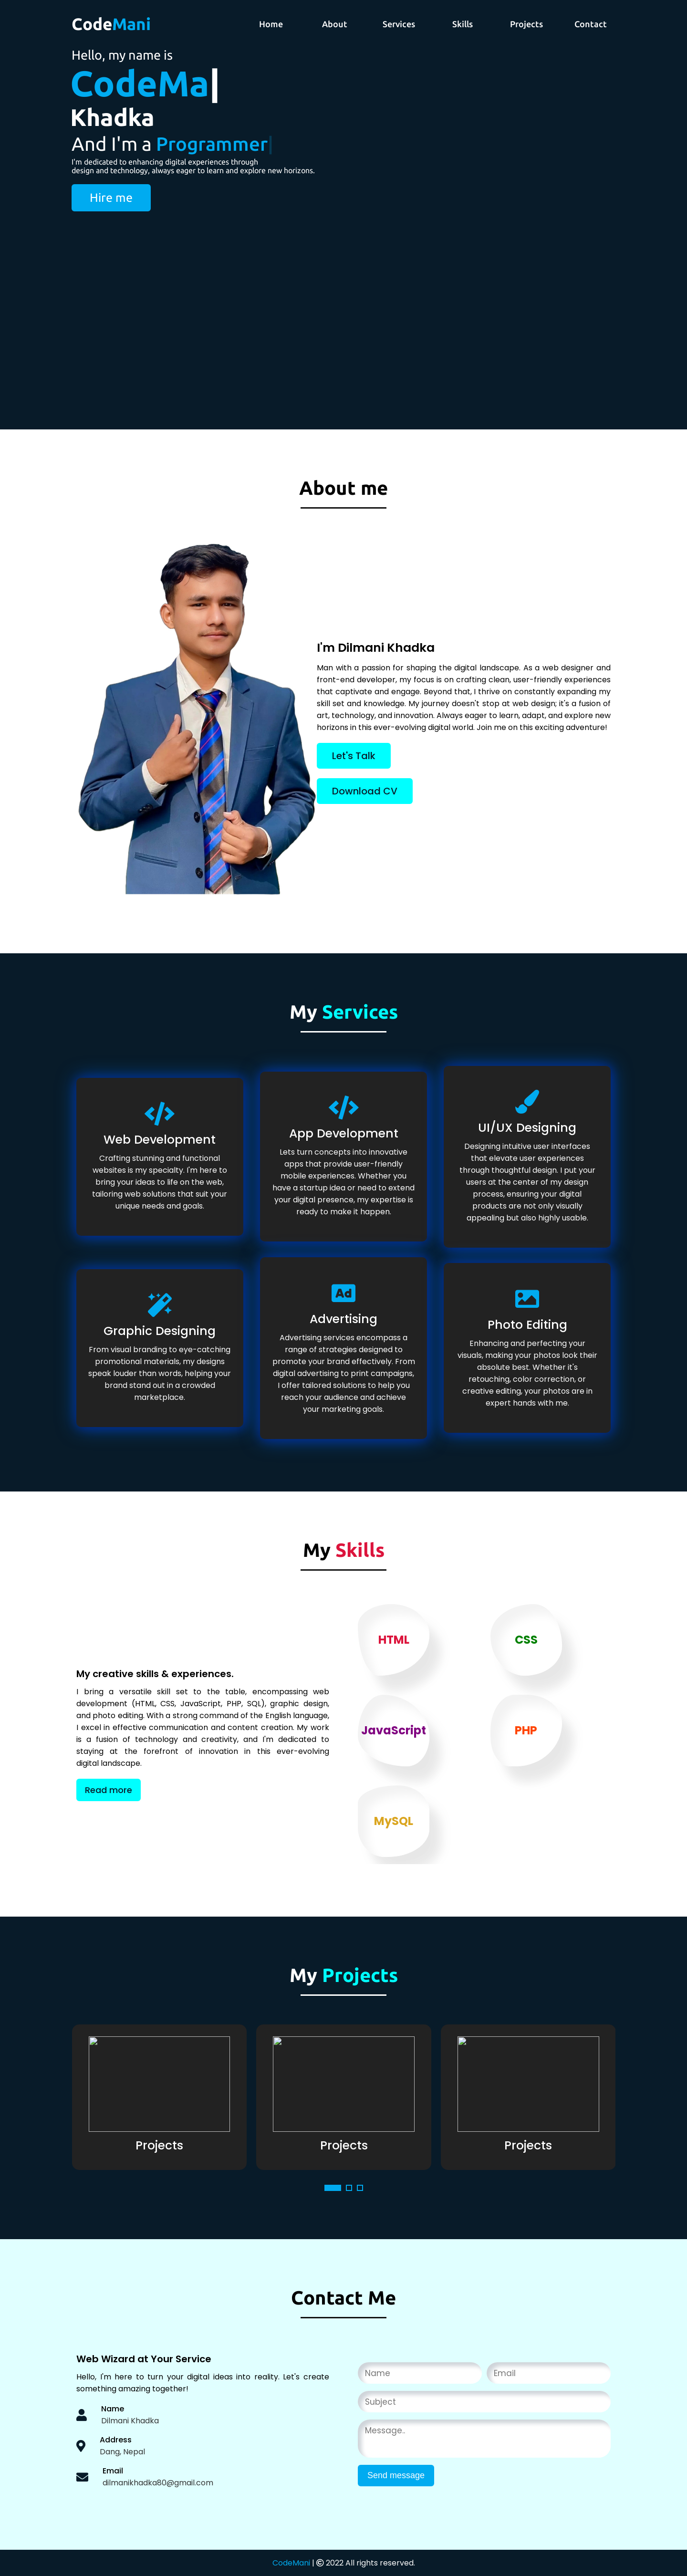 CodeMani
Home About Services Skills Projects Contact
Hello, my name is
CodeMa|
Khadka
And I'm a Programmer|
I'm dedicated to enhancing digital experiences through
design and technology, always eager to learn and explore new horizons.
Hire me
About me
I'm Dilmani Khadka
Man with a passion for shaping the digital landscape. As a web designer and
front-end developer, my focus is on crafting clean, user-friendly experiences
that captivate and engage. Beyond that, I thrive on constantly expanding my
skill set and knowledge. My journey doesn't stop at web design; it's a fusion of
art, technology, and innovation. Always eager to learn, adapt, and explore new
horizons in this ever-evolving digital world. Join me on this exciting adventure!
Let's Talk
Download CV
My Services
Web Development
Crafting stunning and functional
websites is my specialty. I'm here to
bring your ideas to life on the web,
tailoring web solutions that suit your
unique needs and goals.
App Development
Lets turn concepts into innovative
apps that provide user-friendly
mobile experiences. Whether you
have a startup idea or need to extend
your digital presence, my expertise is
ready to make it happen.
UI/UX Designing
Designing intuitive user interfaces
that elevate user experiences
through thoughtful design. I put your
users at the center of my design
process, ensuring your digital
products are not only visually
appealing but also highly usable.
Graphic Designing
From visual branding to eye-catching
promotional materials, my designs
speak louder than words, helping your
brand stand out in a crowded
marketplace.
Ad
Advertising
Advertising services encompass a
range of strategies designed to
promote your brand effectively. From
digital advertising to print campaigns,
I offer tailored solutions to help you
reach your audience and achieve
your marketing goals.
Photo Editing
Enhancing and perfecting your
visuals, making your photos look their
absolute best. Whether it's
retouching, color correction, or
creative editing, your photos are in
expert hands with me.
My Skills
My creative skills & experiences.
I bring a versatile skill set to the table, encompassing web
development (HTML, CSS, JavaScript, PHP, SQL), graphic design,
and photo editing. With a strong command of the English language,
I excel in effective communication and content creation. My work
is a fusion of technology and creativity, and I'm dedicated to
staying at the forefront of innovation in this ever-evolving
digital landscape.
Read more
HTML
CSS
JavaScript
PHP
MySQL
My Projects
Projects
Projects
Projects
Contact Me
Web Wizard at Your Service
Hello, I'm here to turn your digital ideas into reality. Let's create
something amazing together!
Name
Dilmani Khadka
Address
Dang, Nepal
Email
dilmanikhadka80@gmail.com
Name
Email
Subject
Message..
Send message
CodeMani | © 2022 All rights reserved.